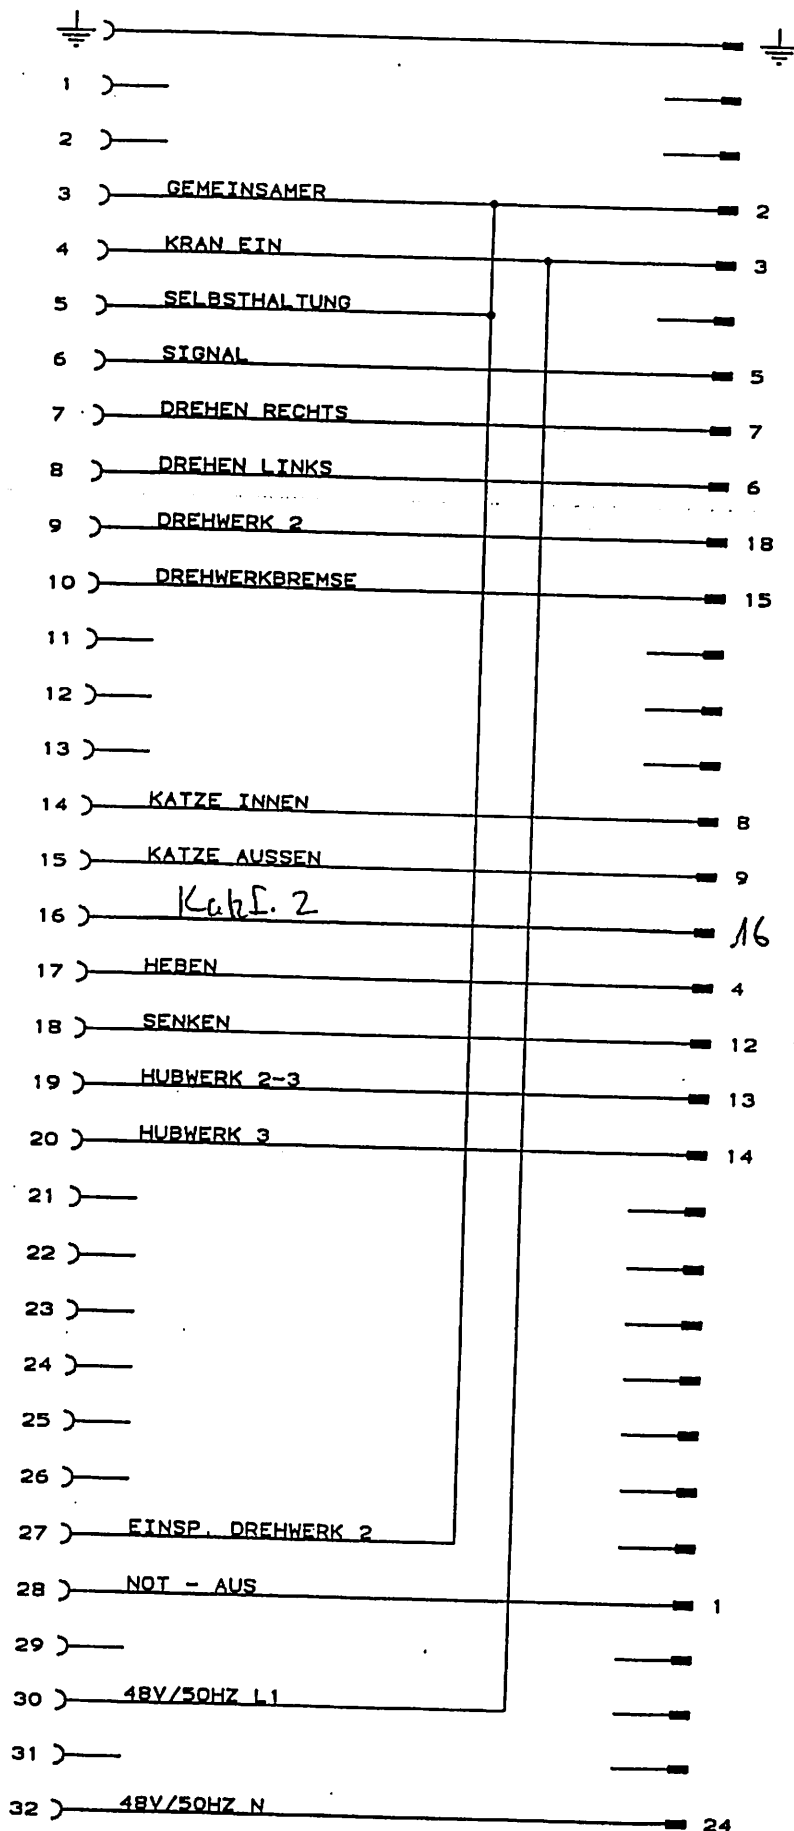 1
2
3 GEMEINSAMER 2
4 KRAN EIN 3
5 SELBSTHALTUNG
6 SIGNAL 5
7 DREHEN RECHTS 7
8 DREHEN LINKS 6
9 DREHWERK 2 18
10 DREHWERKBREMSE 15
11
12
13
14 KATZE INNEN 8
15 KATZE AUSSEN 9
16 2 16
17 HEBEN 4
18 SENKEN 12
19 HUBWERK 2-3 13
20 HUBWERK 3 14
21
22
23
24
25
26
27 EINSP. DREHWERK 2
28 NOT - AUS 1
29
30 48V/50HZ L1
31
32 48V/50HZ N 24